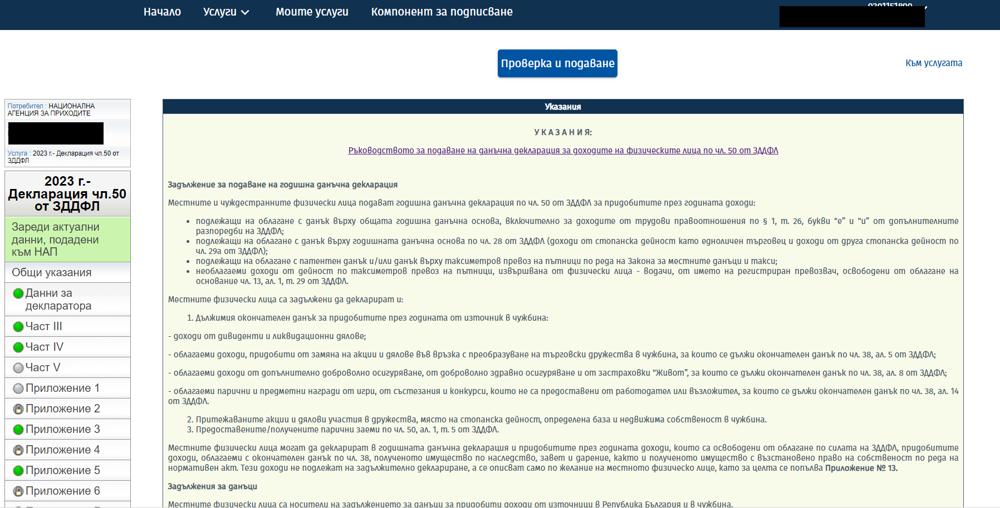 Начало Услуги Моите услуги Компонент за подписване
Проверка и подаване
Към услугата
Потребител : НАЦИОНАЛНА
АГЕНЦИЯ ЗА ПРИХОДИТЕ
Услуга : 2023 г.- Декларация чл.50 от
ЗДДФЛ
2023 г.-
Декларация чл.50
от ЗДДФЛ
Зареди актуални
данни, подадени
към НАП
Общи указания
Данни за
декларатора
Част III
Част IV
Част V
Приложение 1
Приложение 2
Приложение 3
Приложение 4
Приложение 5
Приложение 6
Указания
У К А З А Н И Я:
Ръководството за подаване на данъчна декларация за доходите на физическите лица по чл. 50 от ЗДДФЛ
Задължение за подаване на годишна данъчна декларация
Местните и чуждестранните физически лица подават годишна данъчна декларация по чл. 50 от ЗДДФЛ за придобитите през годината доходи:
• подлежащи на облагане с данък върху общата годишна данъчна основа, включително за доходите от трудови правоотношения по § 1, т. 26, букви "е” и "и” от допълнителните
разпоредби на ЗДДФЛ;
• подлежащи на облагане с данък върху годишната данъчна основа по чл. 28 от ЗДДФЛ (доходи от стопанска дейност като едноличен търговец и доходи от друга стопанска дейност по
чл. 29а от ЗДДФЛ);
• подлежащи на облагане с патентен данък и/или данък върху таксиметров превоз на пътници по реда на Закона за местните данъци и такси;
• необлагаеми доходи от дейност по таксиметров превоз на пътници, извършвана от физически лица - водачи, от името на регистриран превозвач, освободени от облагане на
основание чл. 13, ал. 1, т. 29 от ЗДДФЛ.
Местните физически лица са задължени да декларират и:
1. Дължимия окончателен данък за придобитите през годината от източник в чужбина:
- доходи от дивиденти и ликвидационни дялове;
- облагаеми доходи, придобити от замяна на акции и дялове във връзка с преобразуване на търговски дружества в чужбина, за които се дължи окончателен данък по чл. 38, ал. 5 от ЗДДФЛ;
- облагаеми доходи от допълнително доброволно осигуряване, от доброволно здравно осигуряване и от застраховки "Живот”, за които се дължи окончателен данък по чл. 38, ал. 8 от ЗДДФЛ;
- облагаеми парични и предметни награди от игри, от състезания и конкурси, които не са предоставени от работодател или възложител, за които се дължи окончателен данък по чл. 38, ал. 14
от ЗДДФЛ.
2. Притежаваните акции и дялови участия в дружества, място на стопанска дейност, определена база и недвижима собственост в чужбина.
3. Предоставените/получените парични заеми по чл. 50, ал. 1, т. 5 от ЗДДФЛ.
Местните физически лица могат да декларират в годишната данъчна декларация и придобитите през годината доходи, които са освободени от облагане по силата на ЗДДФЛ, придобитите
доходи, облагаеми с окончателен данък по чл. 38, полученото имущество по наследство, завет и дарение, както и полученото имущество с възстановено право на собственост по реда на
нормативен акт. Тези доходи не подлежат на задължително деклариране, а се описват само по желание на местното физическо лице, като за целта се попълва Приложение № 13.
Задължения за данъци
Местните физически лица са носители на задължението за данъци за придобити доходи от източници в Република България и в чужбина.